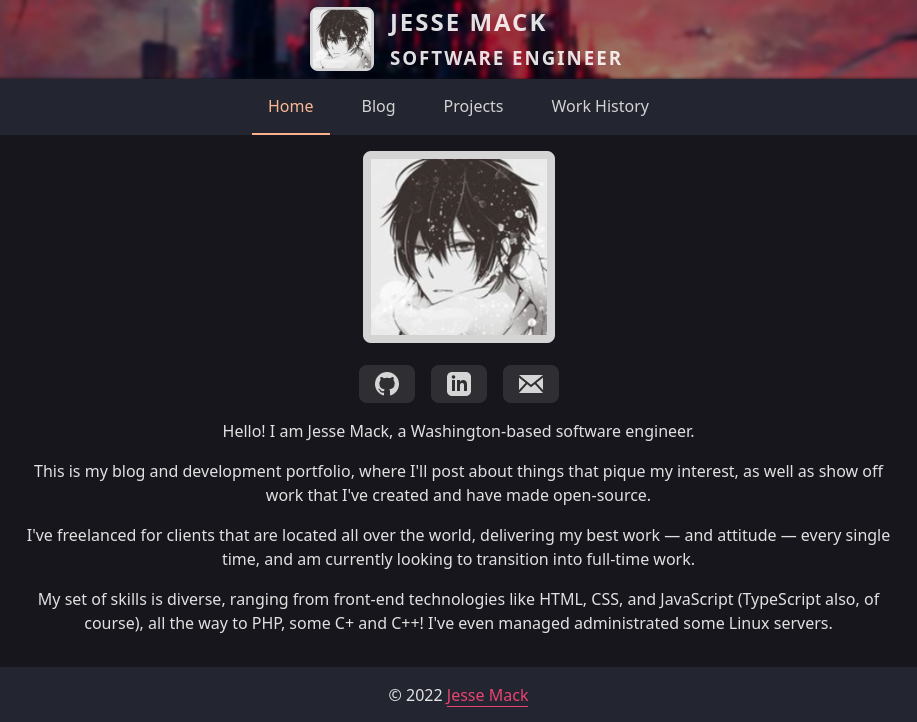 JESSE MACK
SOFTWARE ENGINEER
Home Blog Projects Work History
in
Hello! I am Jesse Mack, a Washington-based software engineer.
This is my blog and development portfolio, where I'll post about things that pique my interest, as well as show off
work that I've created and have made open-source.
I've freelanced for clients that are located all over the world, delivering my best work — and attitude — every single
time, and am currently looking to transition into full-time work.
My set of skills is diverse, ranging from front-end technologies like HTML, CSS, and JavaScript (TypeScript also, of
course), all the way to PHP, some C+ and C++! I've even managed administrated some Linux servers.
© 2022 Jesse Mack